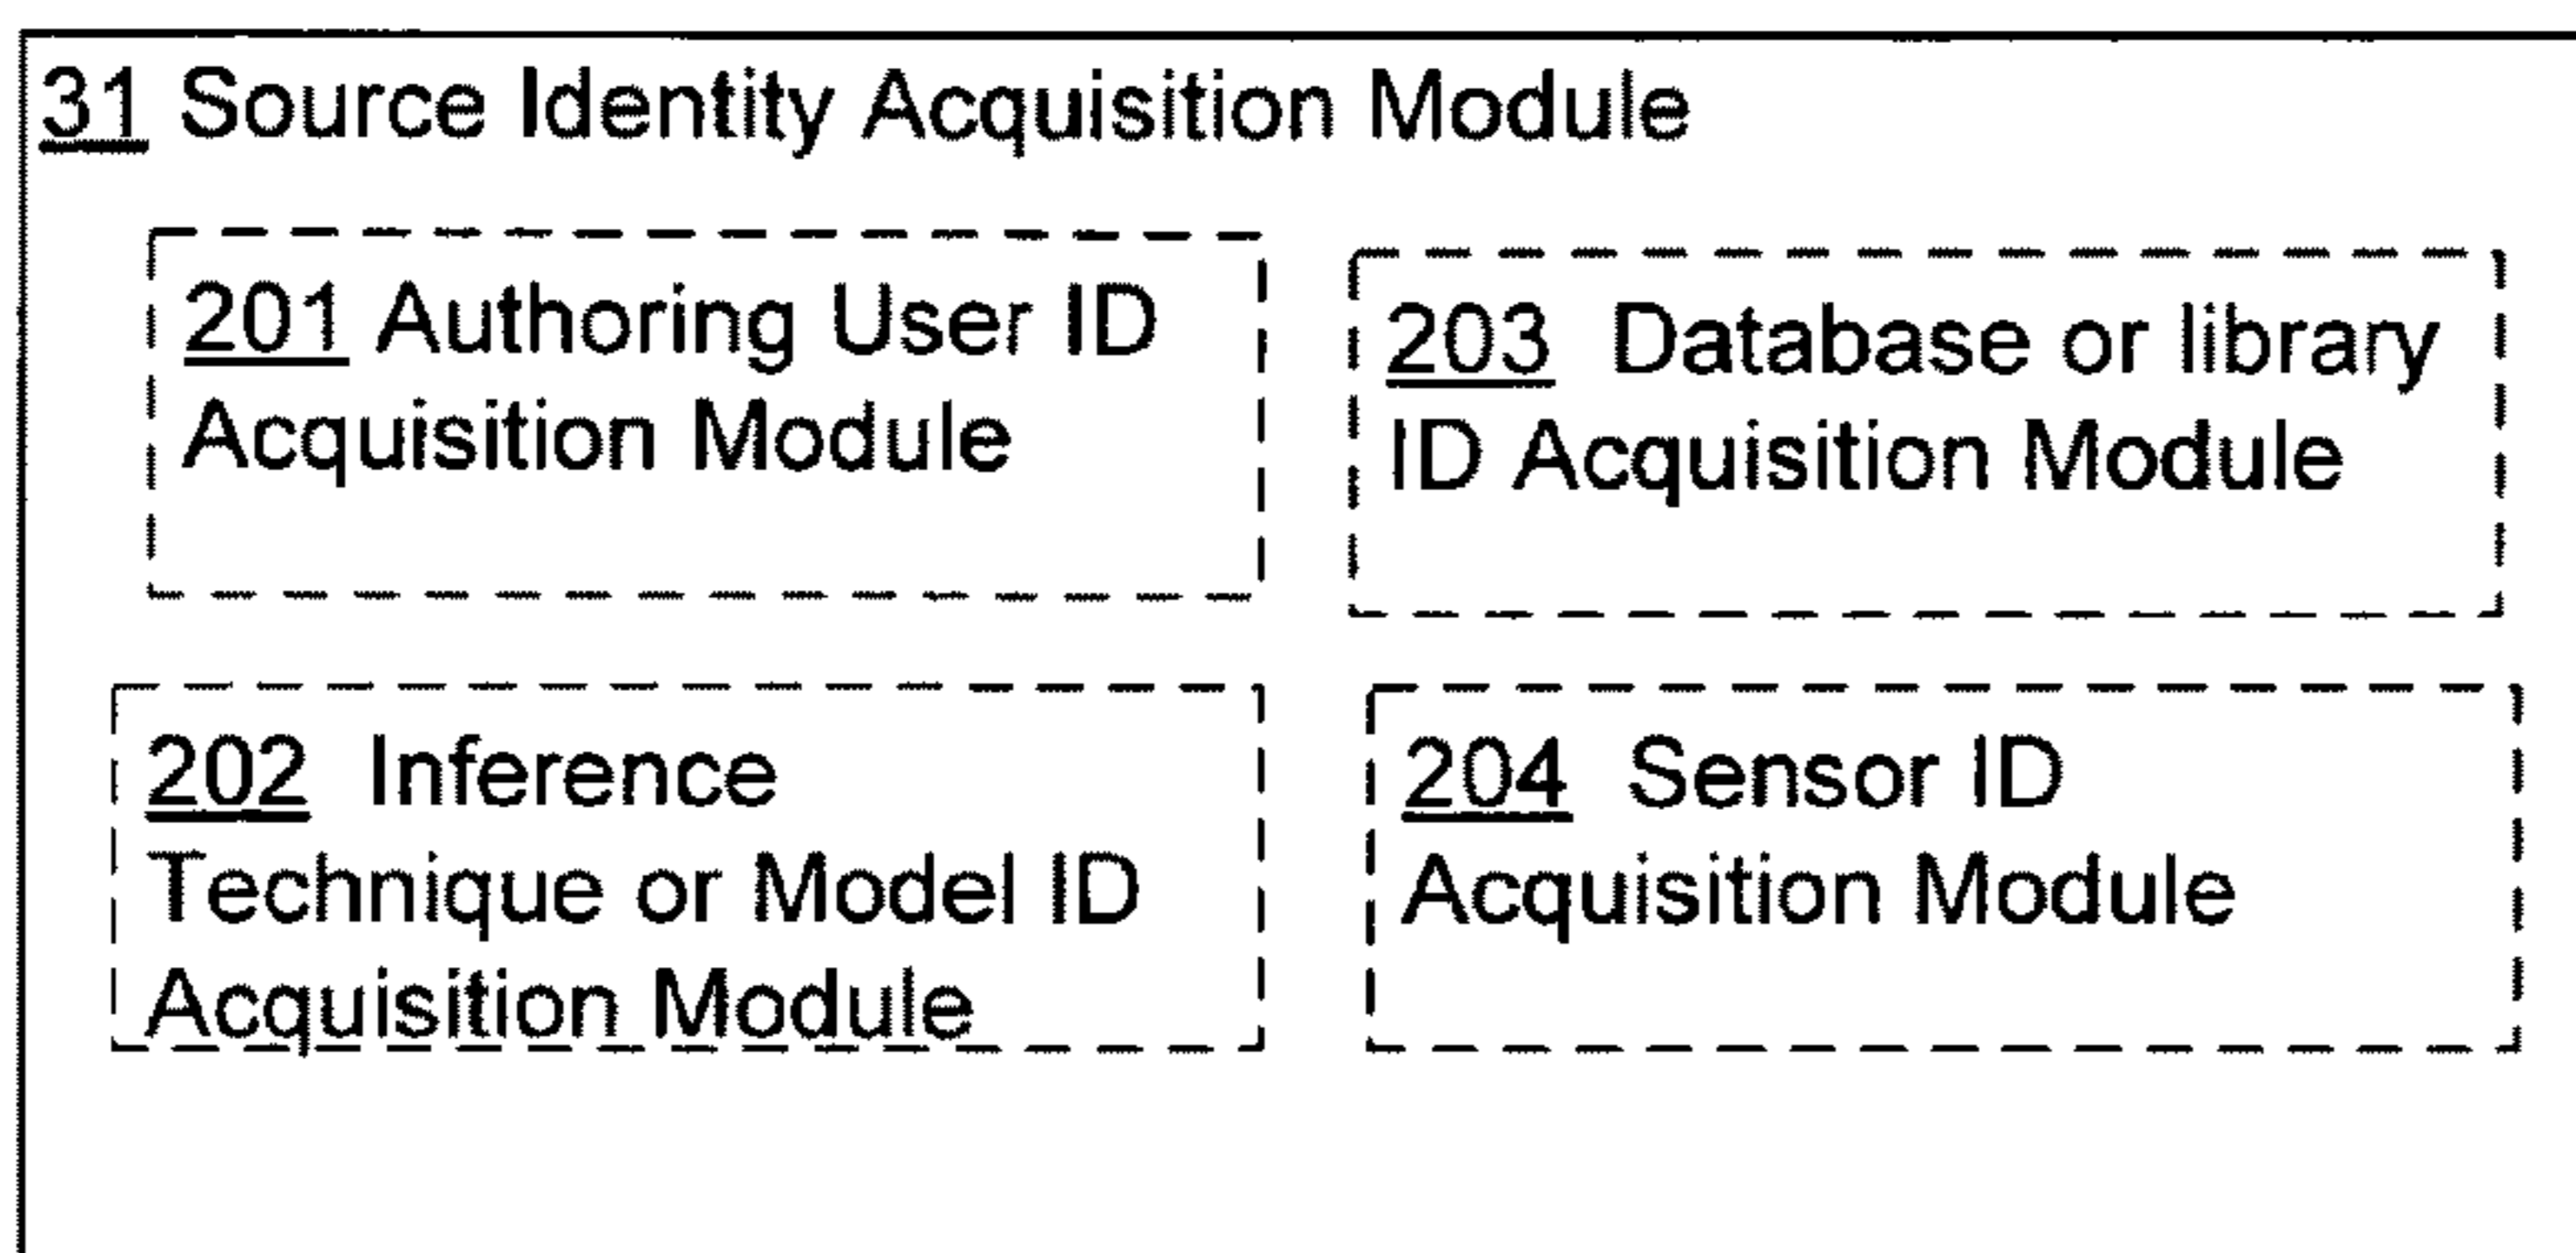 31 Source Identity Acquisition Module
201 Authoring User ID
Acquisition Module
203 Database or library
ID Acquisition Module
202 Inference
Technique or Model ID
Acquisition Module
204 Sensor ID
Acquisition Module